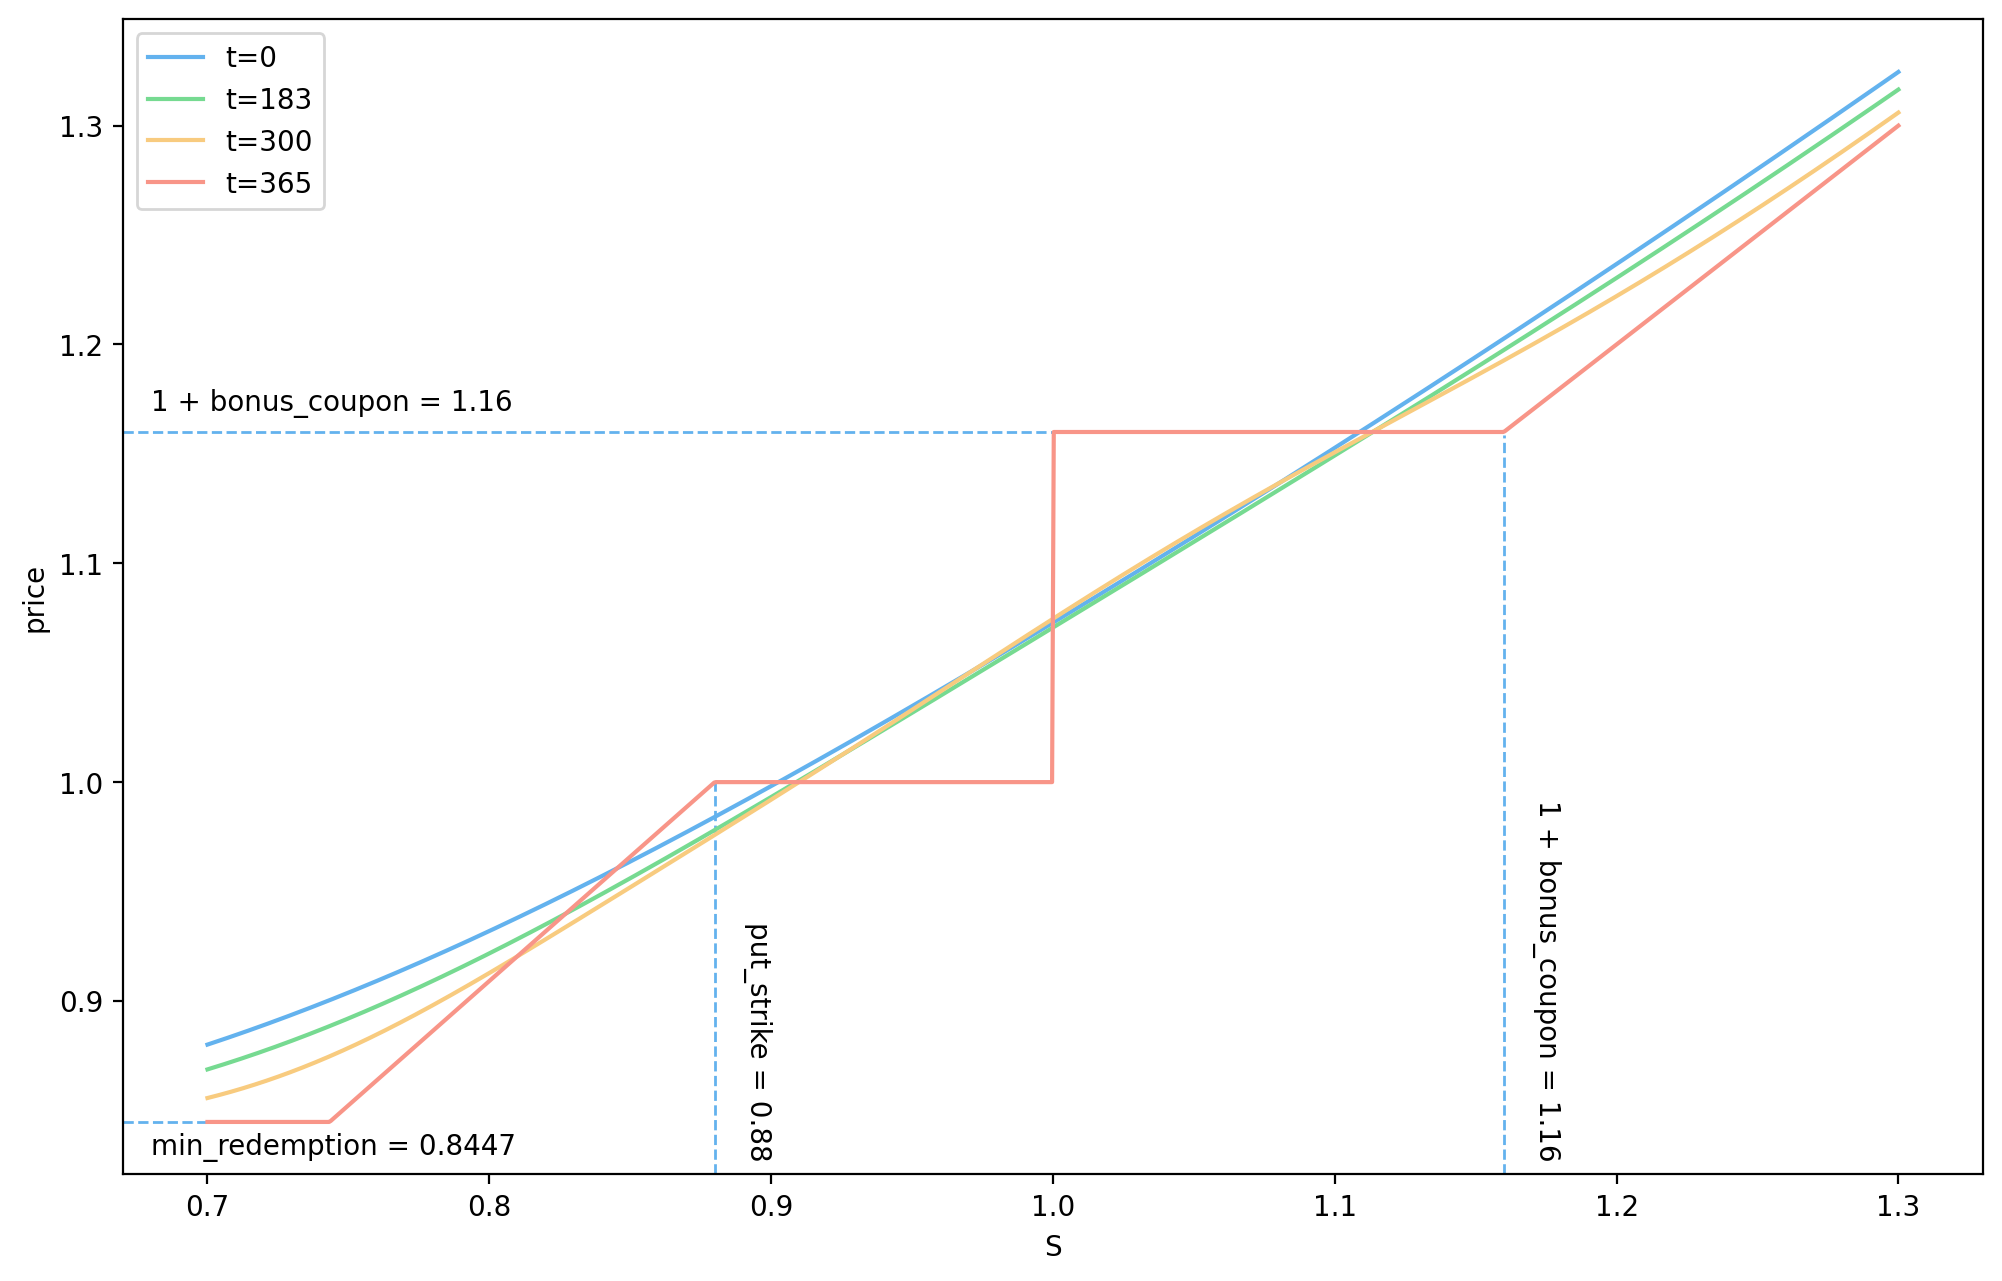 t=0
t=183
t=300
t=365
1.3
1.2
1 + bonus_coupon = 1.16
1.1
price
1.0
0.9
min_redemption = 0.8447
put_strike = 0.88
1 + bonus_coupon = 1.16
0.7
0.8
0.9
1.0
1.1
1.2
1.3
S